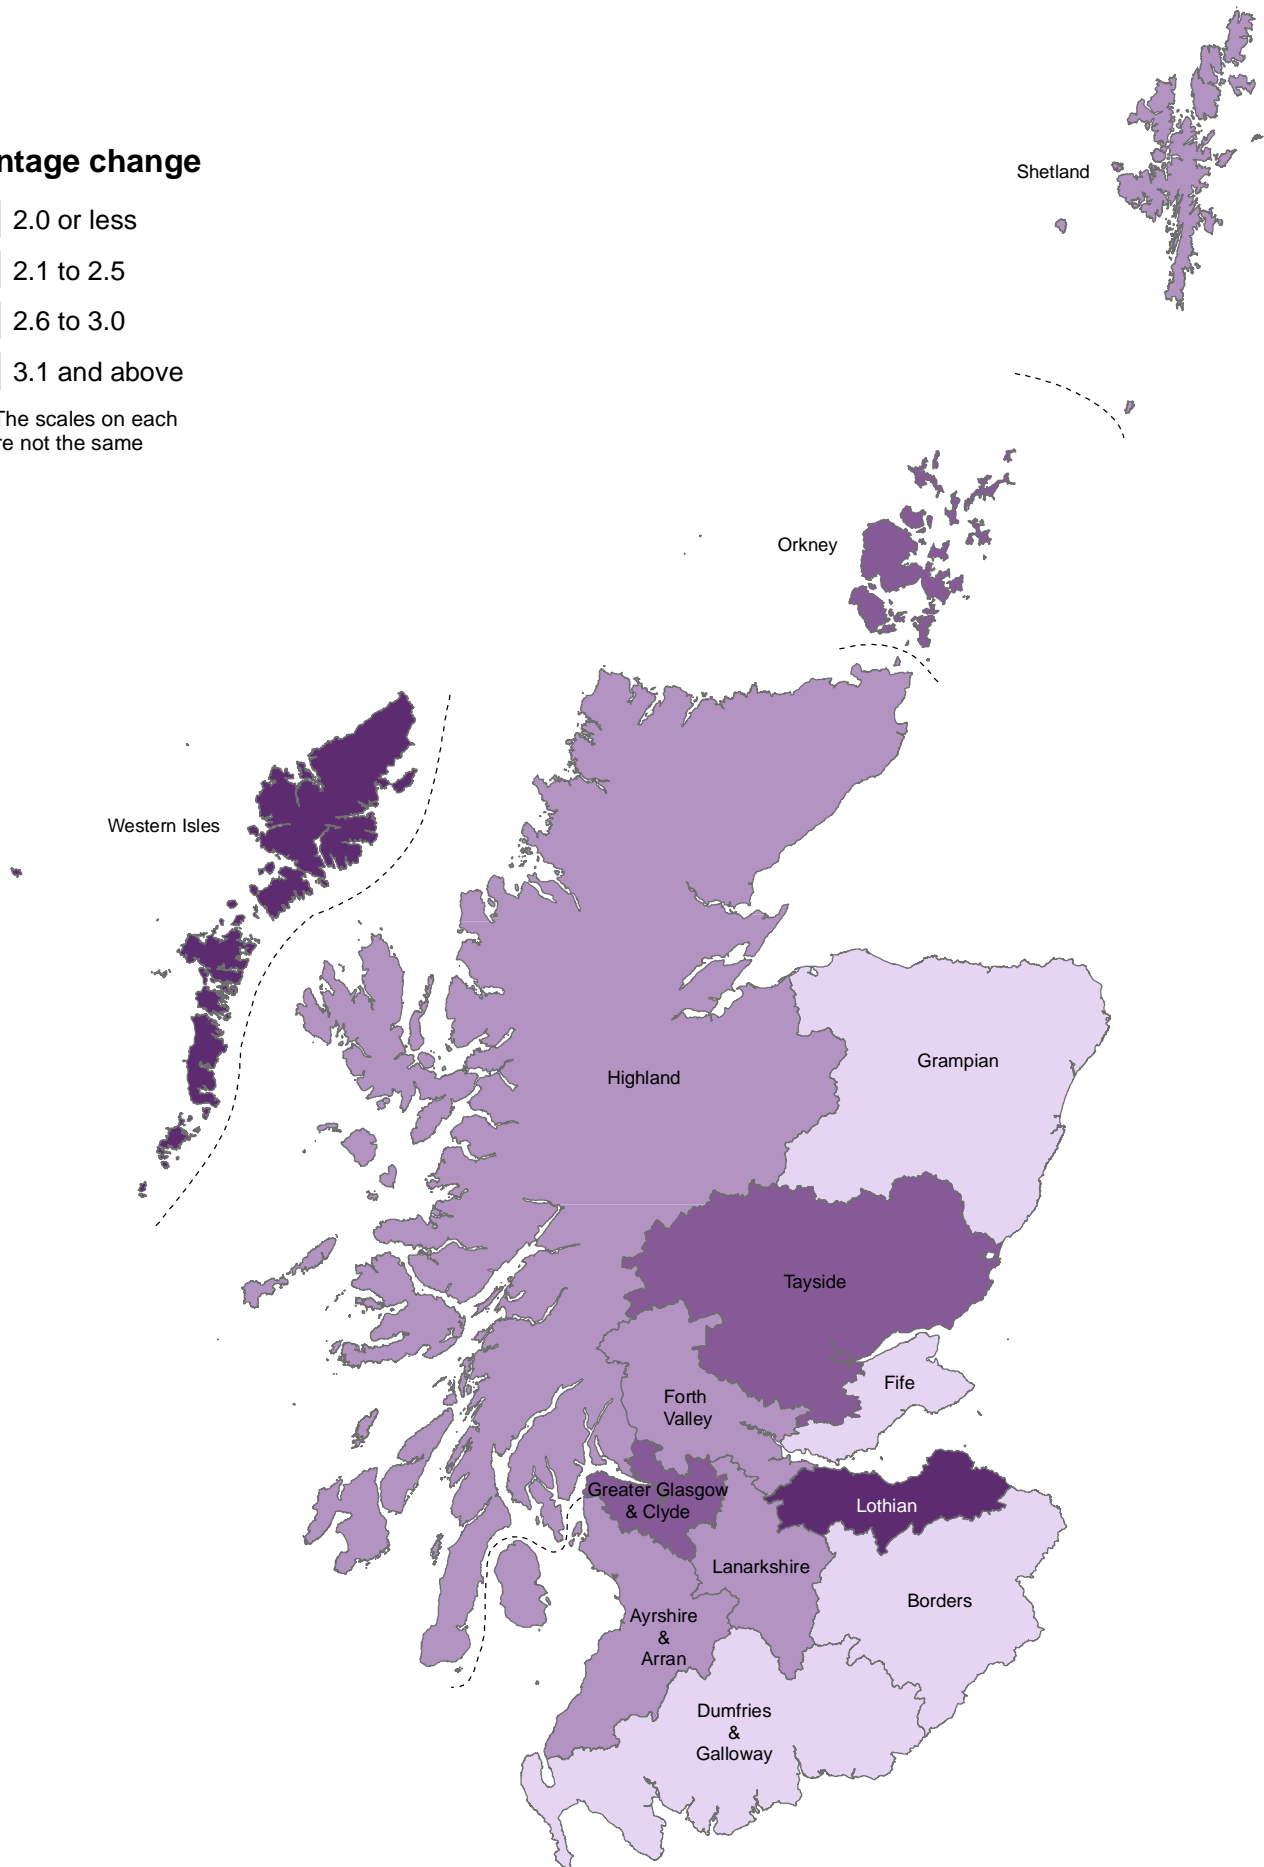 ntage change
2.0 or less
2.1 to 2.5
2.6 to 3.0
3.1 and above
The scales on each
re not the same
Shetland
Orkney
Western Isles
Highland
Grampian
Tayside
Fife
Forth
Valley
Greater Glasgow
& Clyde
Lothian
Lanarkshire
Borders
Ayrshire
&
Arran
Dumfries
&
Galloway